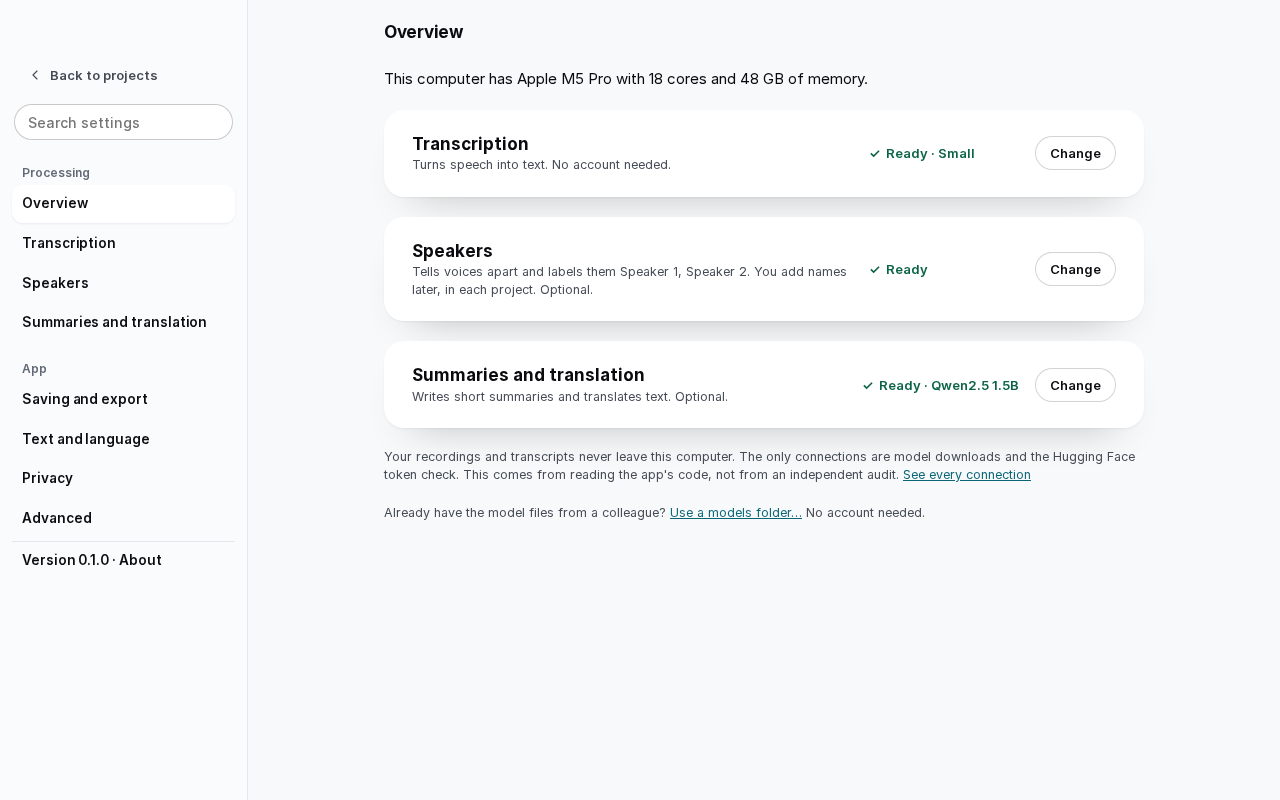 Back to projects
Search settings
Processing
Overview
Transcription
Speakers
Summaries and translation
App
Saving and export
Text and language
Privacy
Advanced
Version 0.1.0 · About
Overview
This computer has Apple M5 Pro with 18 cores and 48 GB of memory.
Transcription
Turns speech into text. No account needed.
✓ Ready · Small
Change
Speakers
Tells voices apart and labels them Speaker 1, Speaker 2. You add names
later, in each project. Optional.
✓ Ready
Change
Summaries and translation
Writes short summaries and translates text. Optional.
✓ Ready · Qwen2.5 1.5B
Change
Your recordings and transcripts never leave this computer. The only connections are model downloads and the Hugging Face
token check. This comes from reading the app's code, not from an independent audit. See every connection
Already have the model files from a colleague? Use a models folder… No account needed.